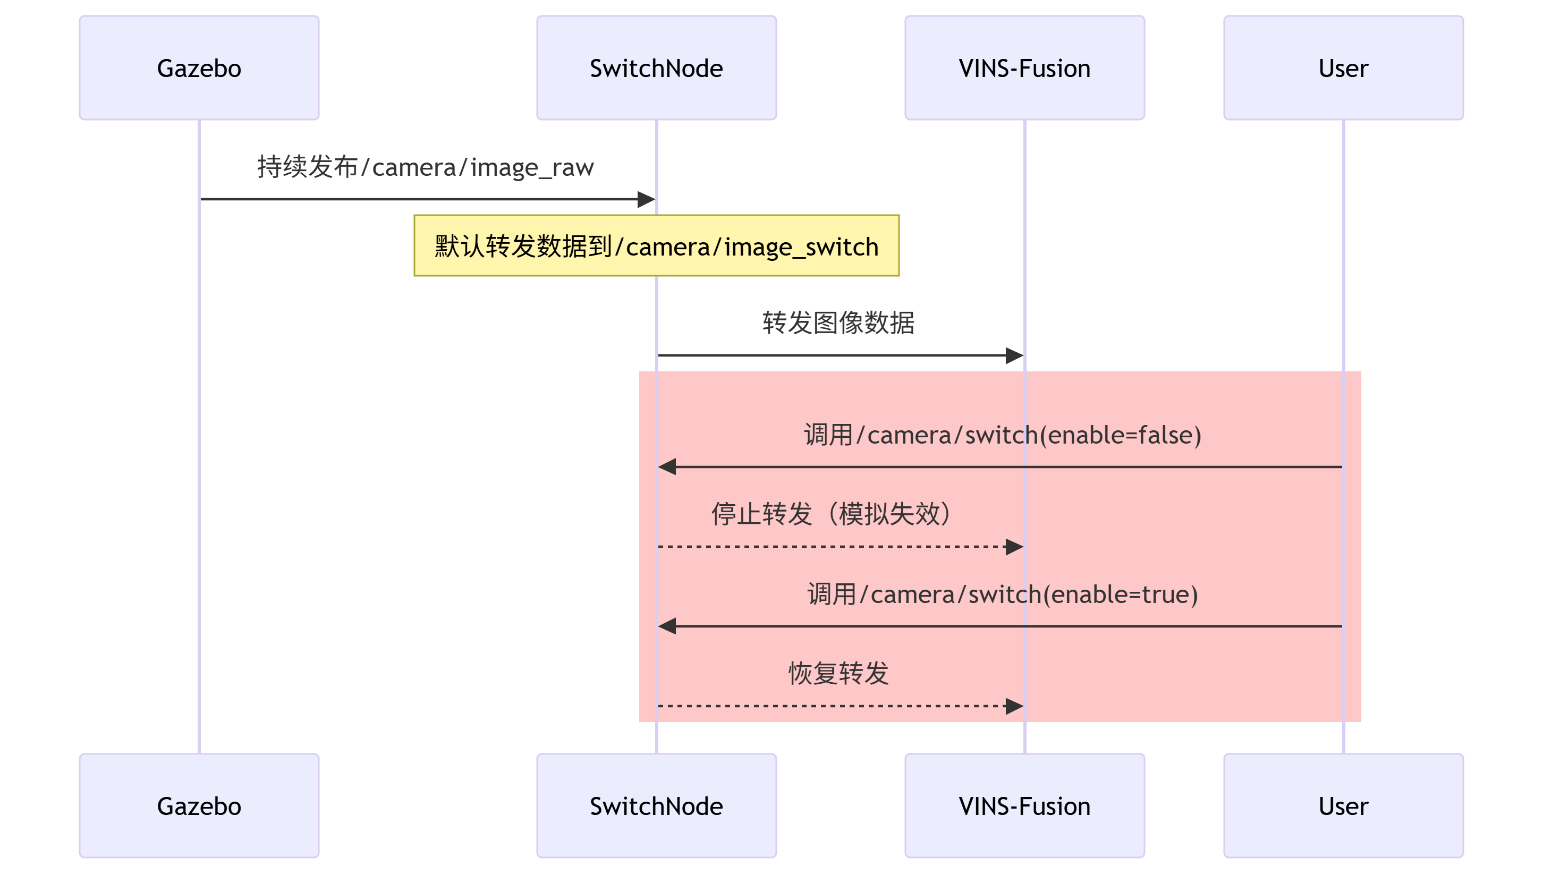 Gazebo
SwitchNode
VINS-Fusion
User
持续发布/camera/image_raw
默认转发数据到/camera/image_switch
转发图像数据
调用/camera/switch(enable=false)
停止转发（模拟失效）
调用/camera/switch(enable=true)
恢复转发
Gazebo
SwitchNode
VINS-Fusion
User